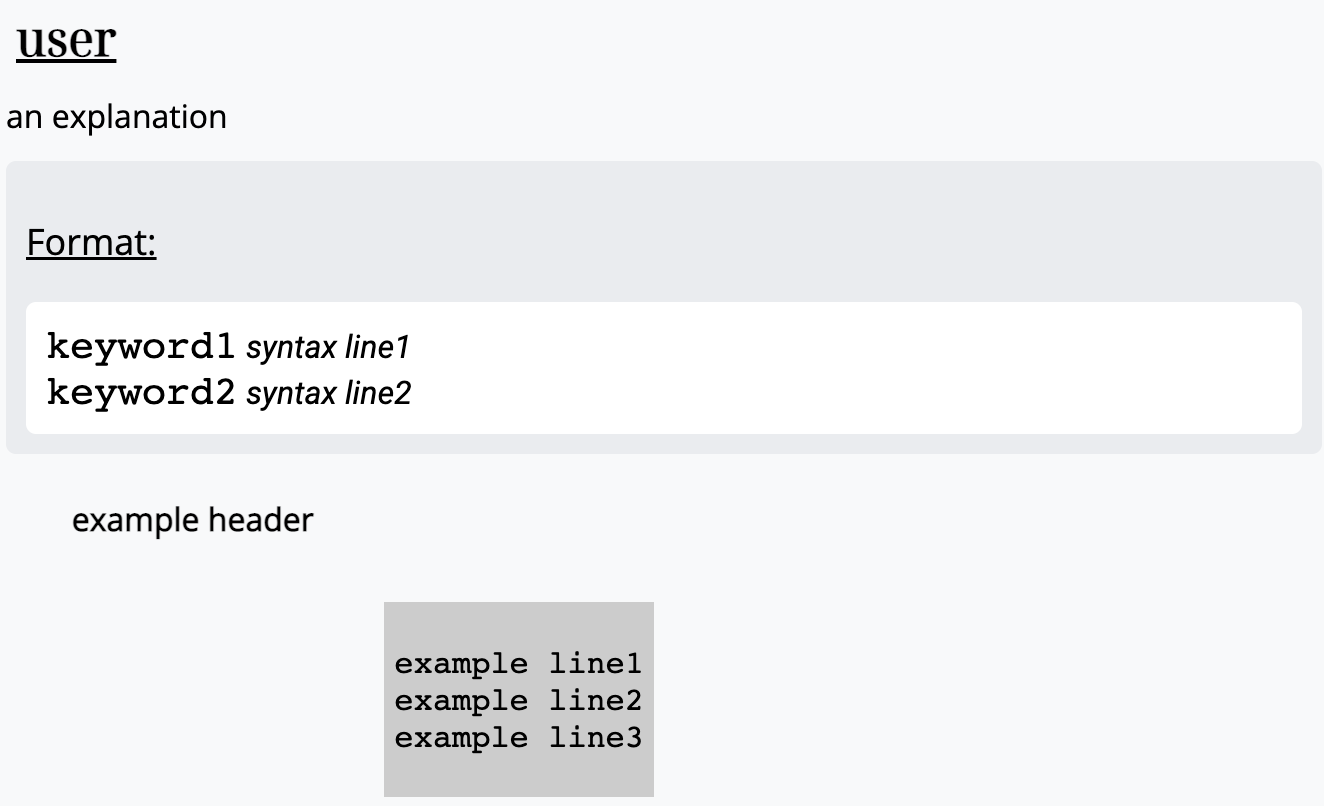 user
an explanation
Format:
keyword1 syntax line1
keyword2 syntax line2
example header
example line1
example line2
example line3